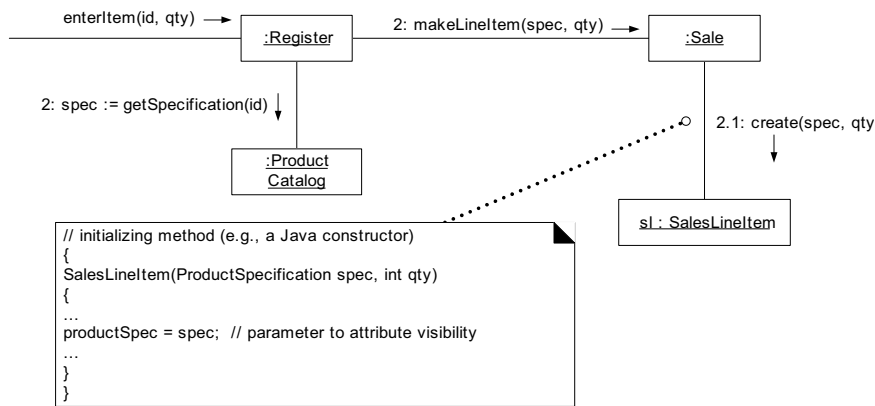 enterItem(id, qty)
:Register
2: makeLineItem(spec, qty)
:Sale
2: spec := getSpecification(id)
2.1: create(spec, qty
:Product
Catalog
sl : SalesLineItem
// initializing method (e.g., a Java constructor)
{
SalesLineItem(ProductSpecification spec, int qty)
{
...
productSpec = spec;  // parameter to attribute visibility
...
}
}